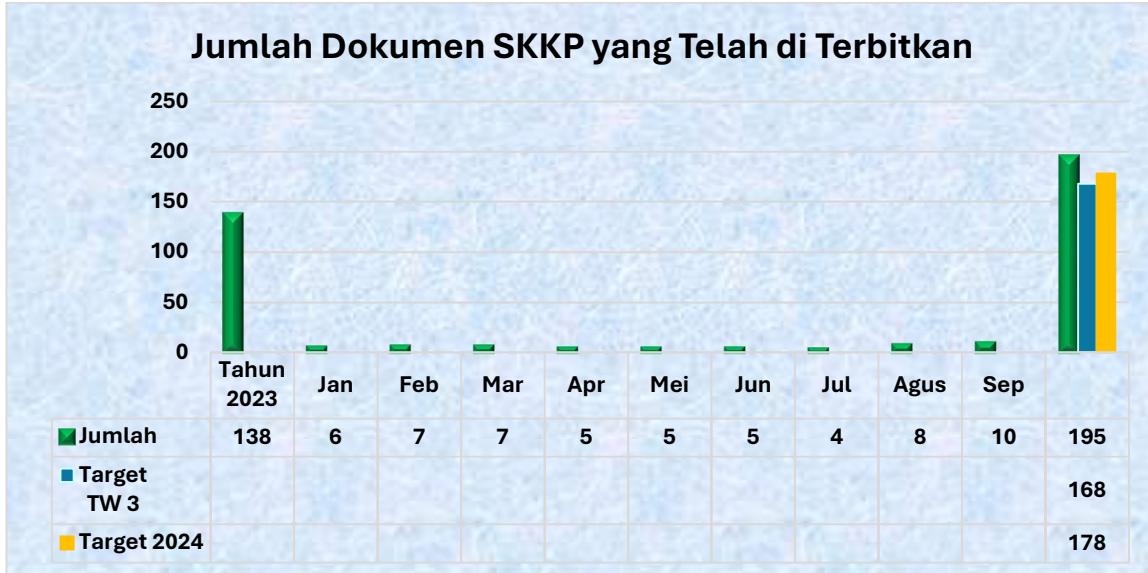 Jumlah Dokumen SKKP yang Telah di Terbitkan
250
200
150
100
50
0
Tahun 2023 Jan Feb Mar Apr Mei Jun Jul Agus Sep
Jumlah 138 6 7 7 5 5 5 4 8 10 195
Target TW 3 168
Target 2024 178